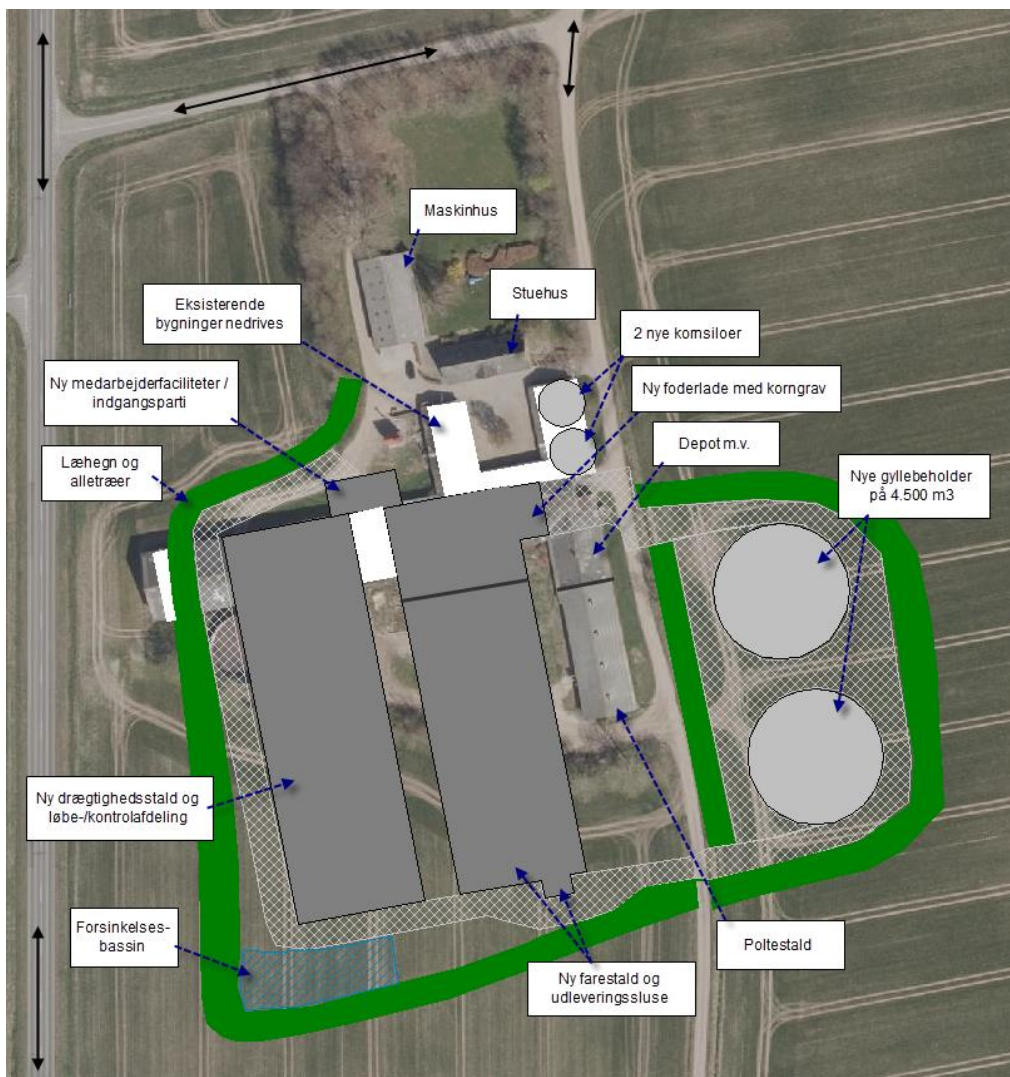 Maskinhus
Stuehus
Eksisterende
bygninger nedrives
2 nye kornsiloer
Ny medarbejderfaciliteter /
indgangsparti
Ny foderlade med korngrav
Depot m.v.
Læhegn og
alletræer
Nye gyllebeholder
på 4.500 m3
Ny drægtighedsstald og
løbe-/kontrolafdeling
Forsinkelses-
bassin
Poltestald
Ny farestald og
udleveringssluse